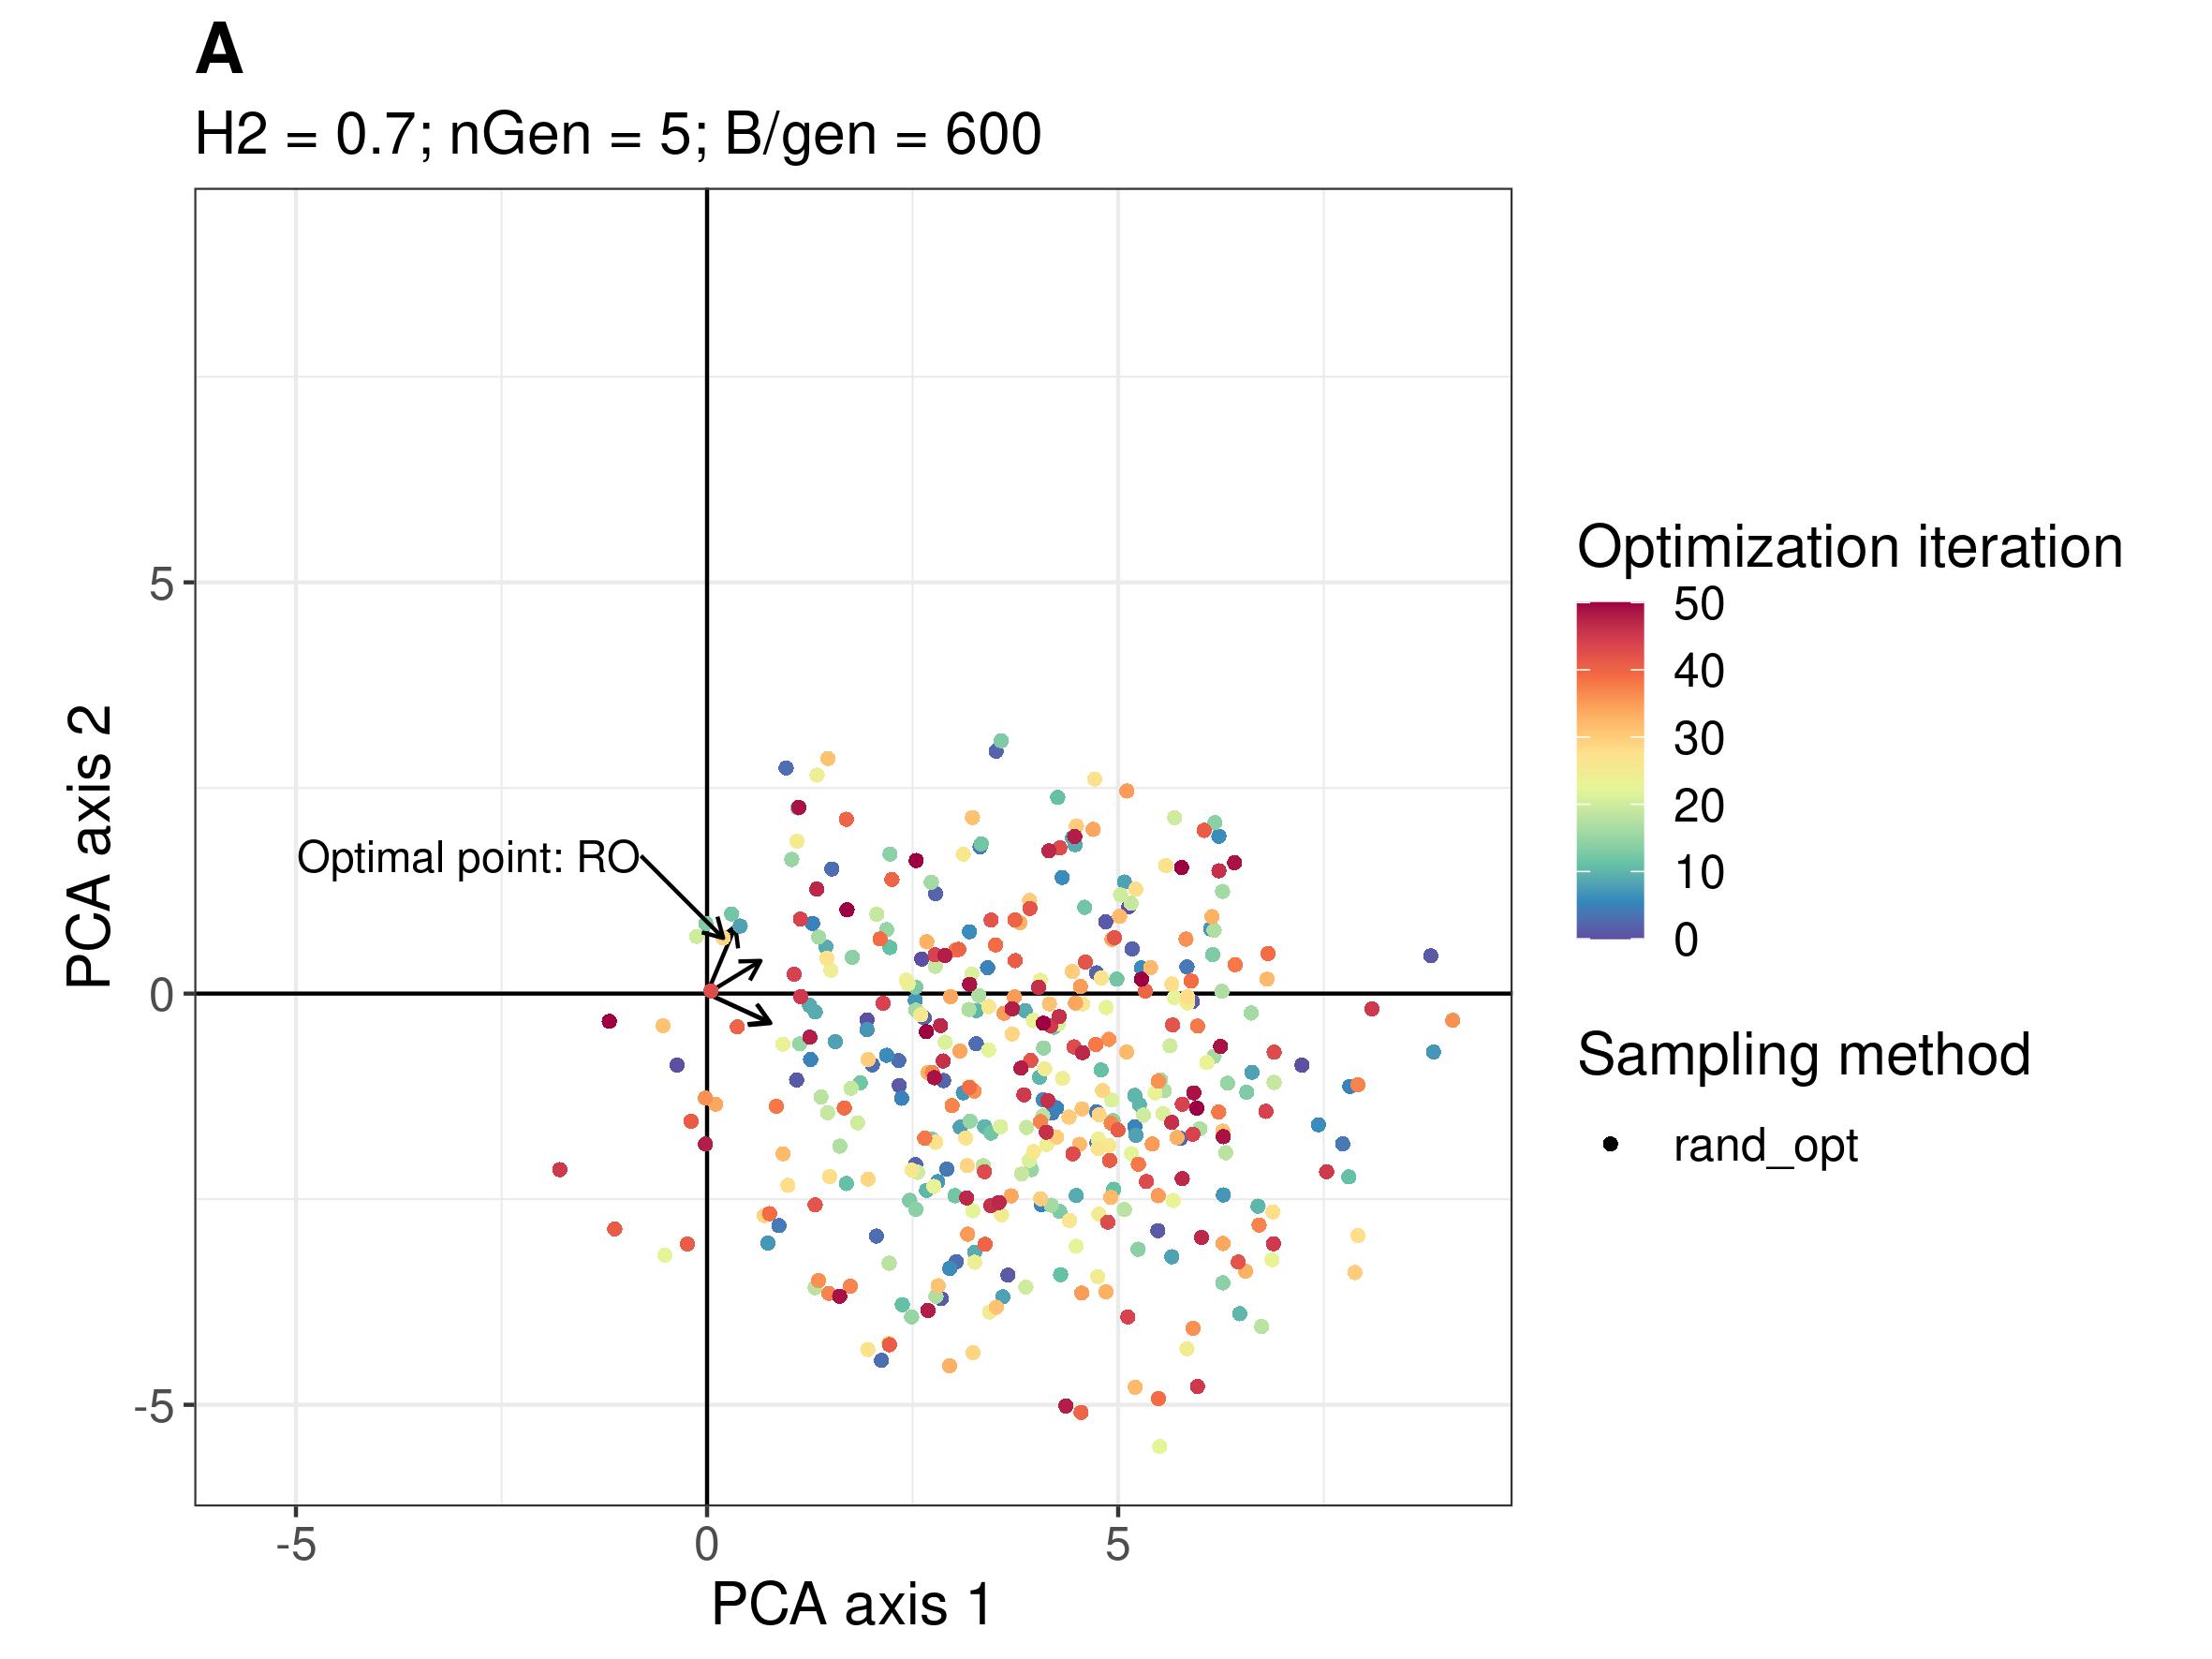 A
H2 = 0.7; nGen = 5; B/gen = 600
PCA axis 2
5
0
-5
Optimal point: RO
-5
0
5
PCA axis 1
Optimization iteration
50
40
30
20
10
0
Sampling method
rand_opt